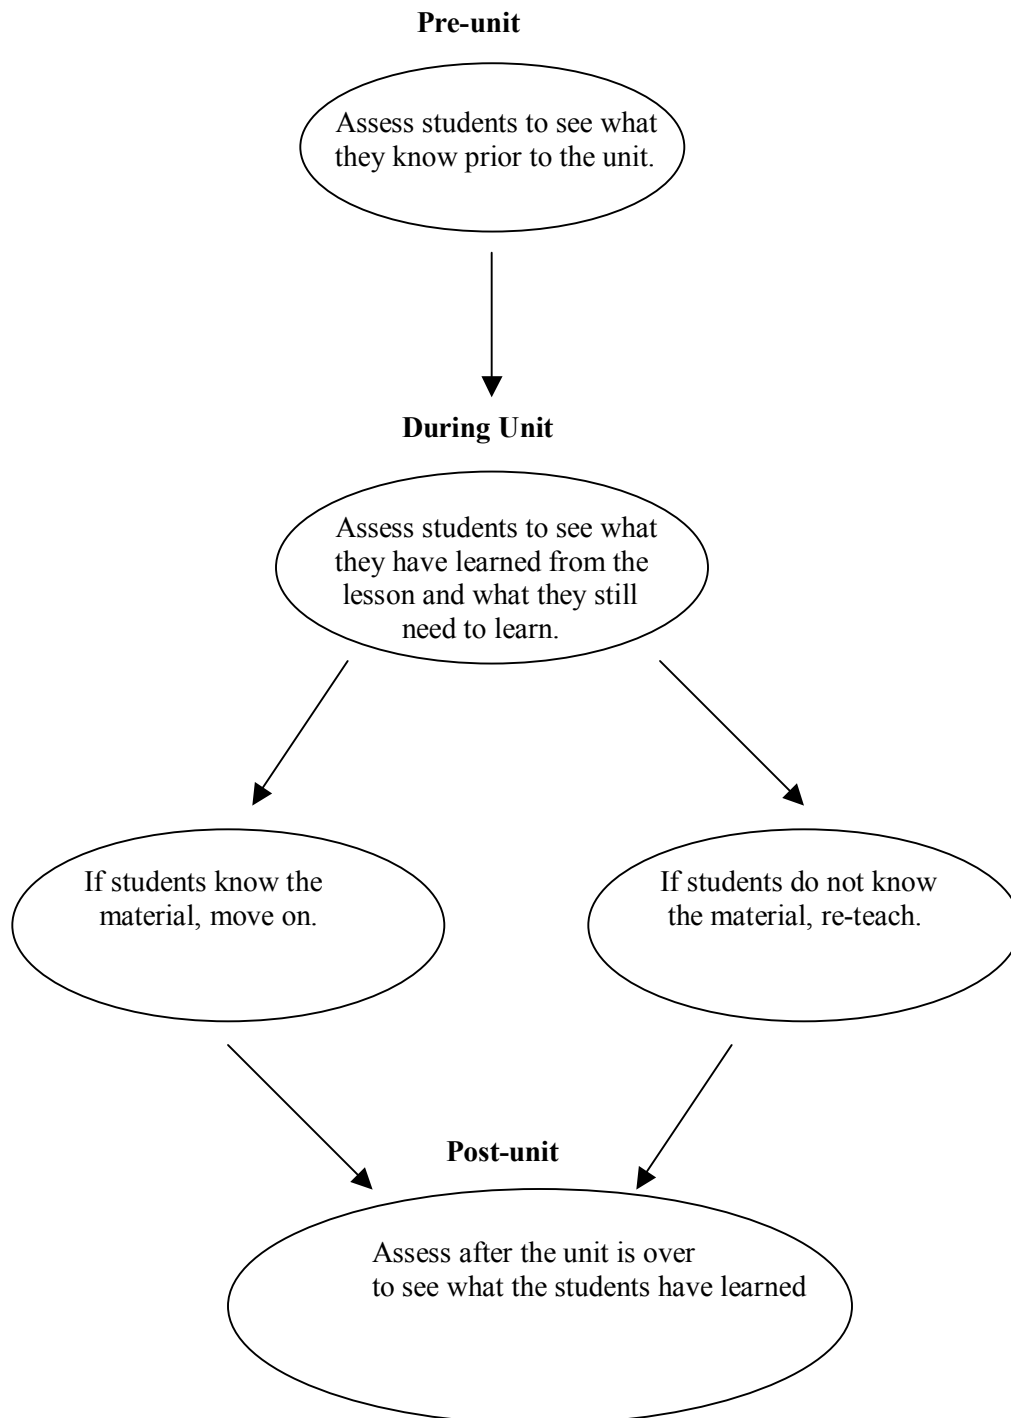 Pre-unit
Assess students to see what
they know prior to the unit.
During Unit
Assess students to see what
they have learned from the
lesson and what they still
need to learn.
If students know the
material, move on.
If students do not know
the material, re-teach.
Post-unit
Assess after the unit is over
to see what the students have learned